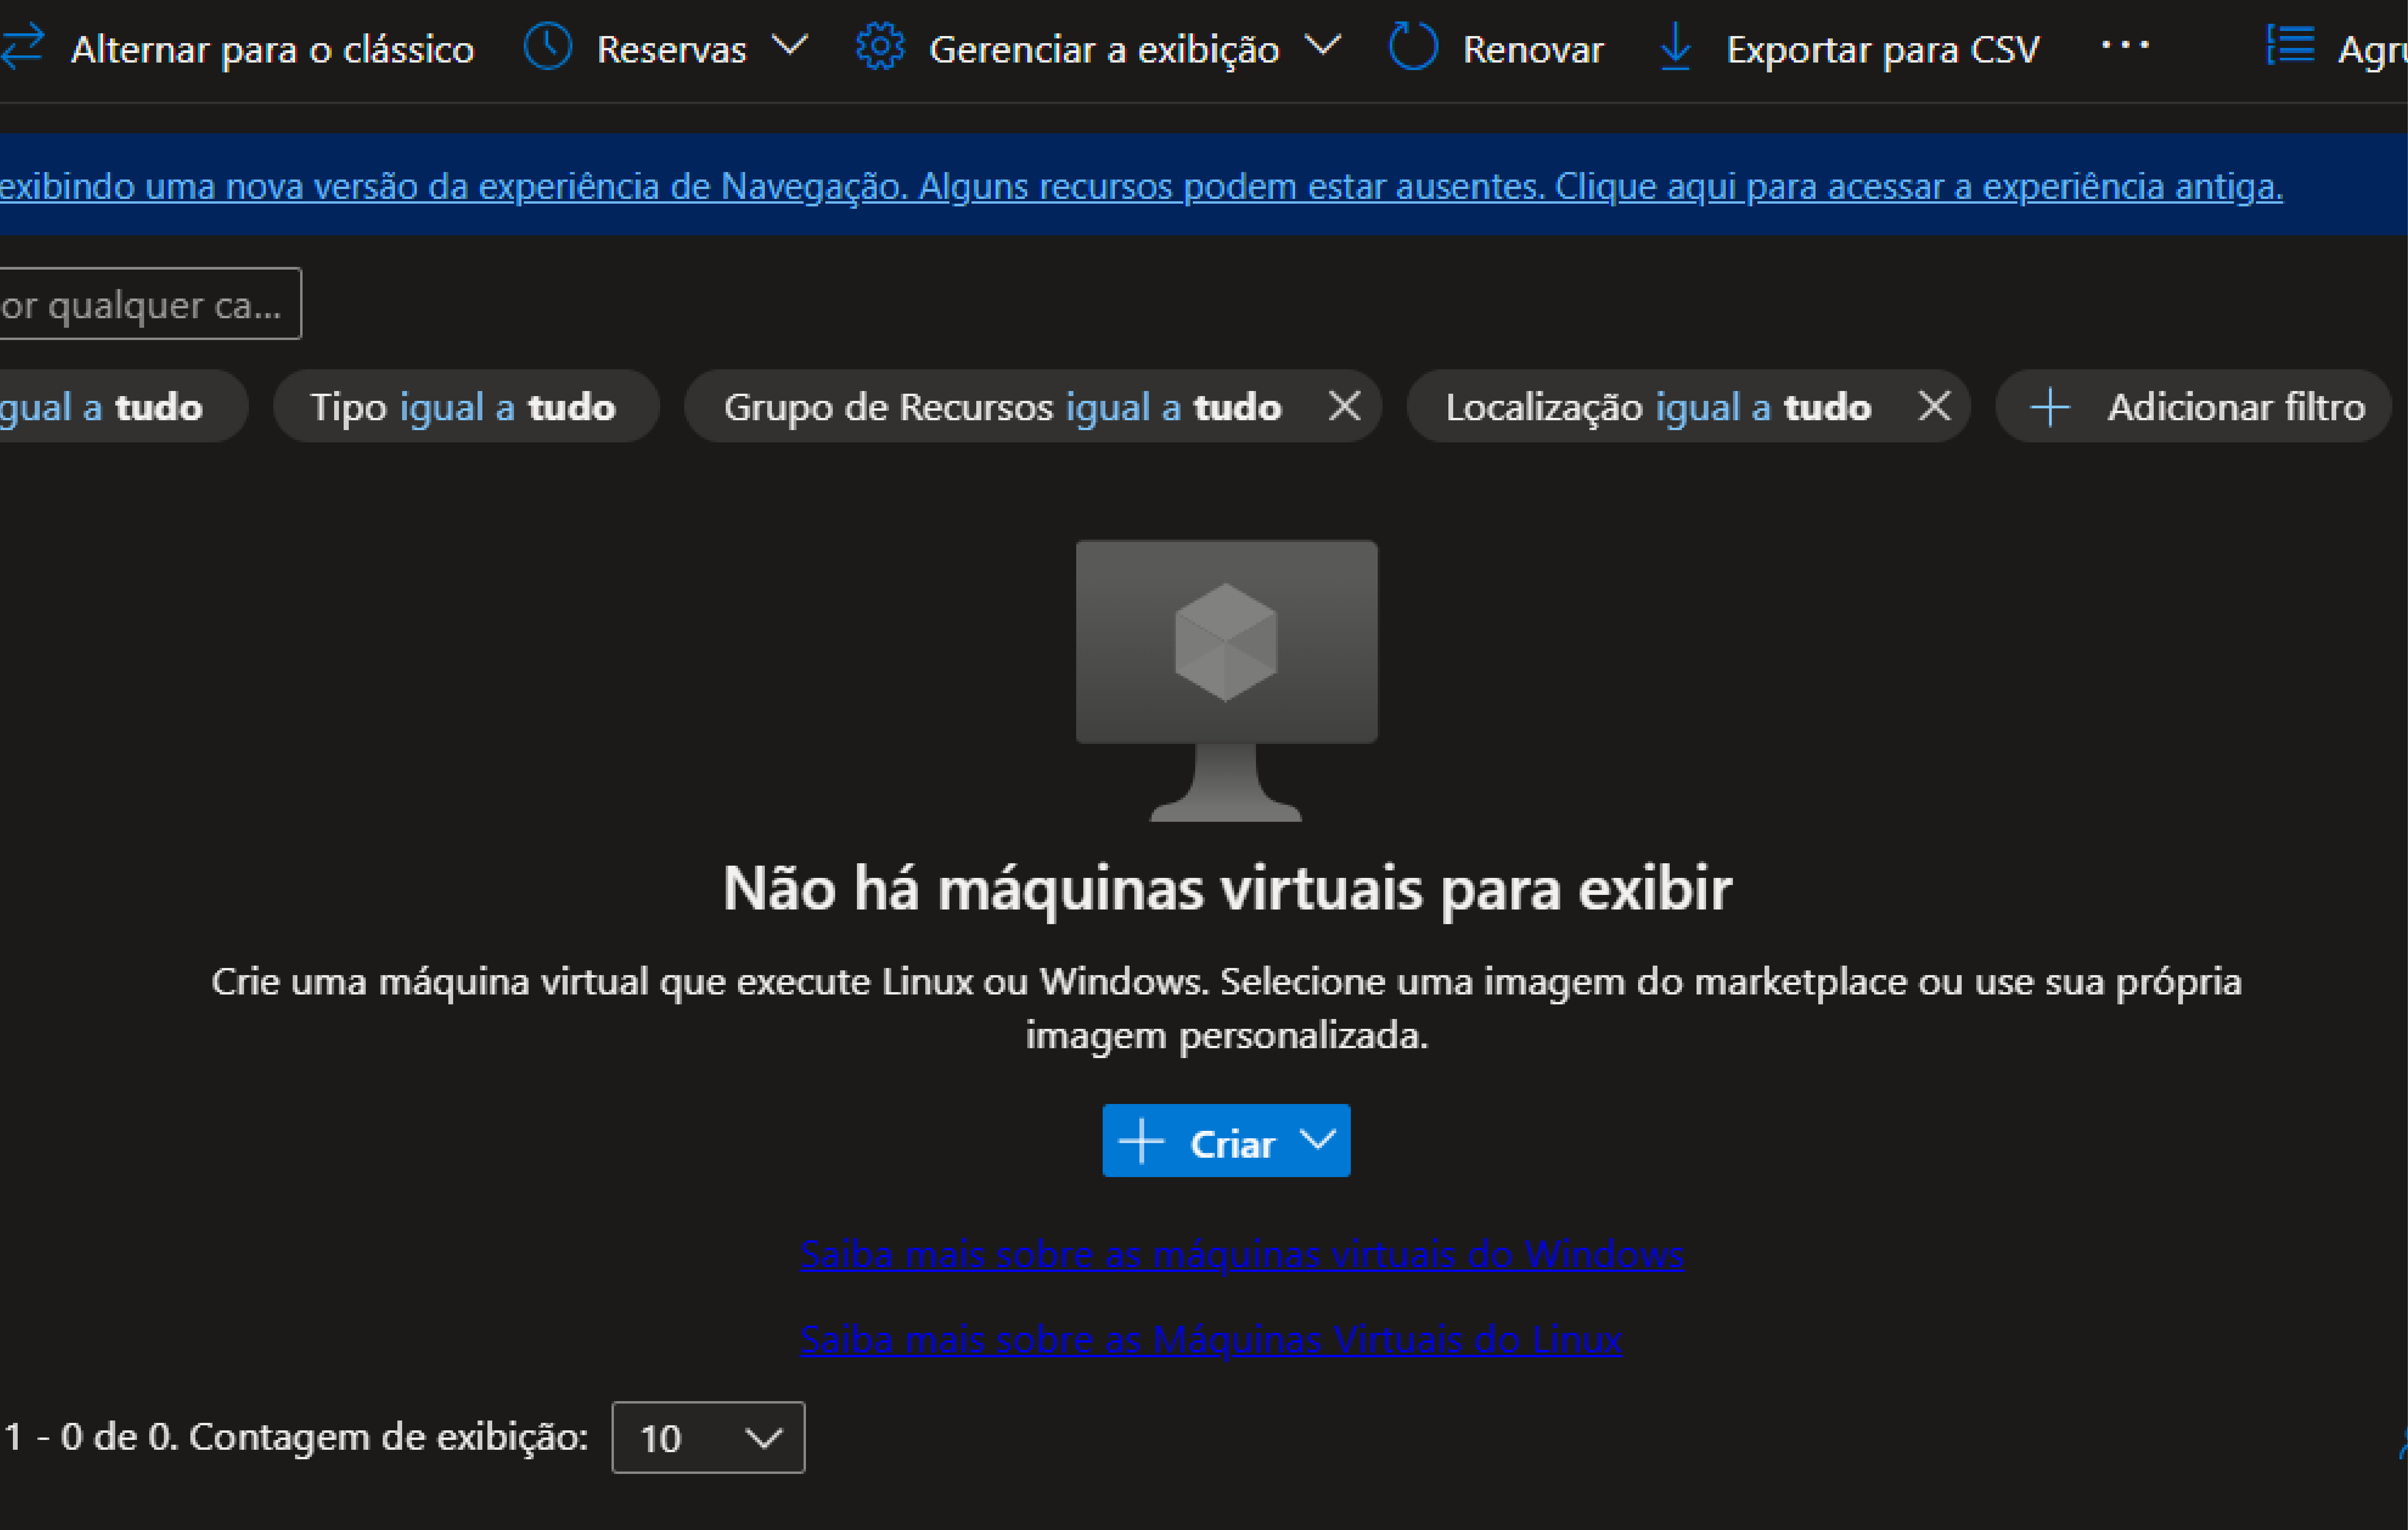 Alternar para o clássico Reservas Gerenciar a exibição Renovar Exportar para CSV ...
exibindo uma nova versão da experiência de Navegação. Alguns recursos podem estar ausentes. Clique aqui para acessar a experiência antiga.
or qualquer ca...
igual a tudo Tipo igual a tudo Grupo de Recursos igual a tudo Localização igual a tudo Adicionar filtro
Não há máquinas virtuais para exibir
Crie uma máquina virtual que execute Linux ou Windows. Selecione uma imagem do marketplace ou use sua própria
imagem personalizada.
Criar
Saiba mais sobre as máquinas virtuais do Windows
Saiba mais sobre as Máquinas Virtuais do Linux
1 - 0 de 0. Contagem de exibição: 10